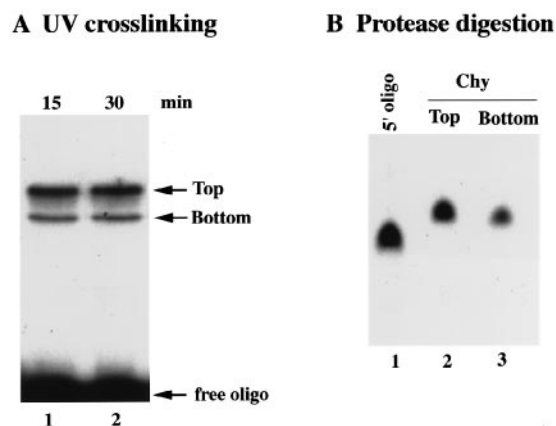 A UV crosslinking
15 30 min
Top
Bottom
free oligo
1 2
B Protease digestion
5' oligo
Chy
Top Bottom
1 2 3